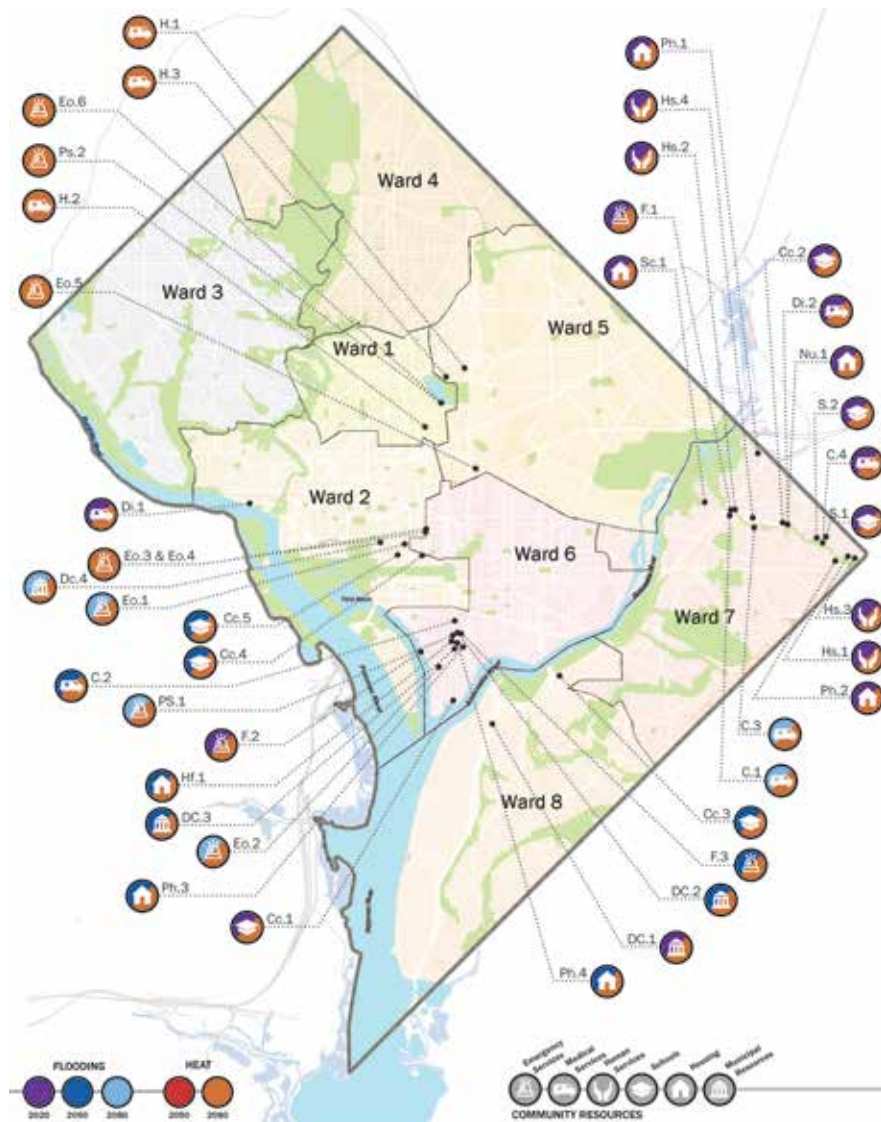 H.1
H.3
Eo.6
Ps.2
H.2
Eo.5
Ph.1
Hs.4
Hs.2
F.1
Sc.1
Cc.2
Di.2
Nu.1
S.2
C.4
S.1
Ward 4
Ward 3
Ward 5
Ward 1
Ward 2
Ward 6
Ward 7
Ward 8
Di.1
Eo.3 & Eo.4
Dc.4
Eo.1
Cc.5
Cc.4
C.2
PS.1
F.2
Hf.1
DC.3
Eo.2
Ph.3
Cc.1
Hs.3
Hs.1
Ph.2
C.3
C.1
Cc.3
F.3
DC.2
DC.1
Ph.4
FLOODING
HEAT
2020
2050
2080
2050
2080
Emergency
Services
Medical
Services
Human
Services
Schools
Housing
Municipal
Resources
COMMUNITY RESOURCES